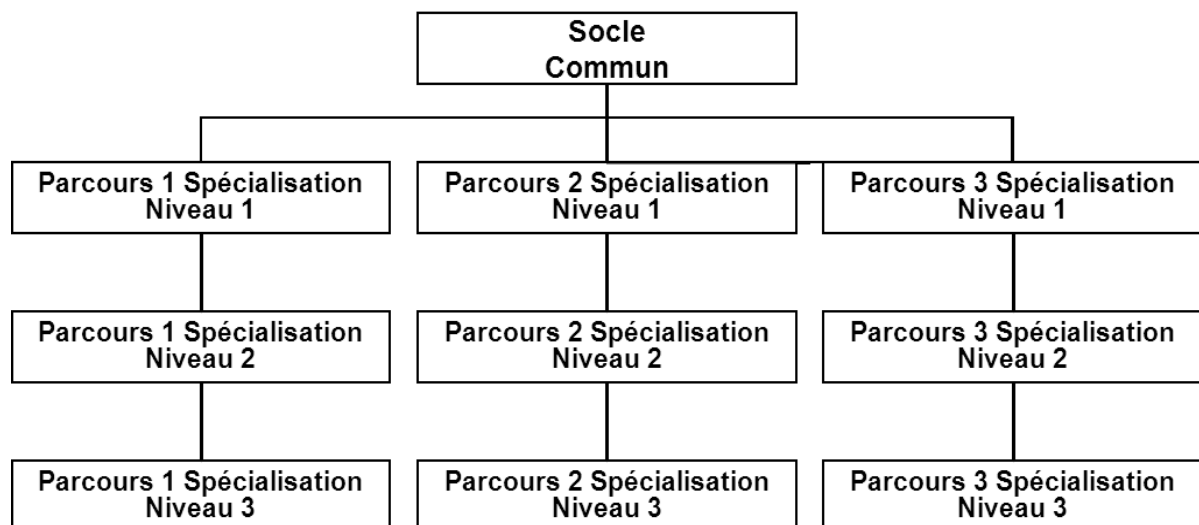 Socle
Commun
Parcours 1 Spécialisation
Niveau 1
Parcours 2 Spécialisation
Niveau 1
Parcours 3 Spécialisation
Niveau 1
Parcours 1 Spécialisation
Niveau 2
Parcours 2 Spécialisation
Niveau 2
Parcours 3 Spécialisation
Niveau 2
Parcours 1 Spécialisation
Niveau 3
Parcours 2 Spécialisation
Niveau 3
Parcours 3 Spécialisation
Niveau 3